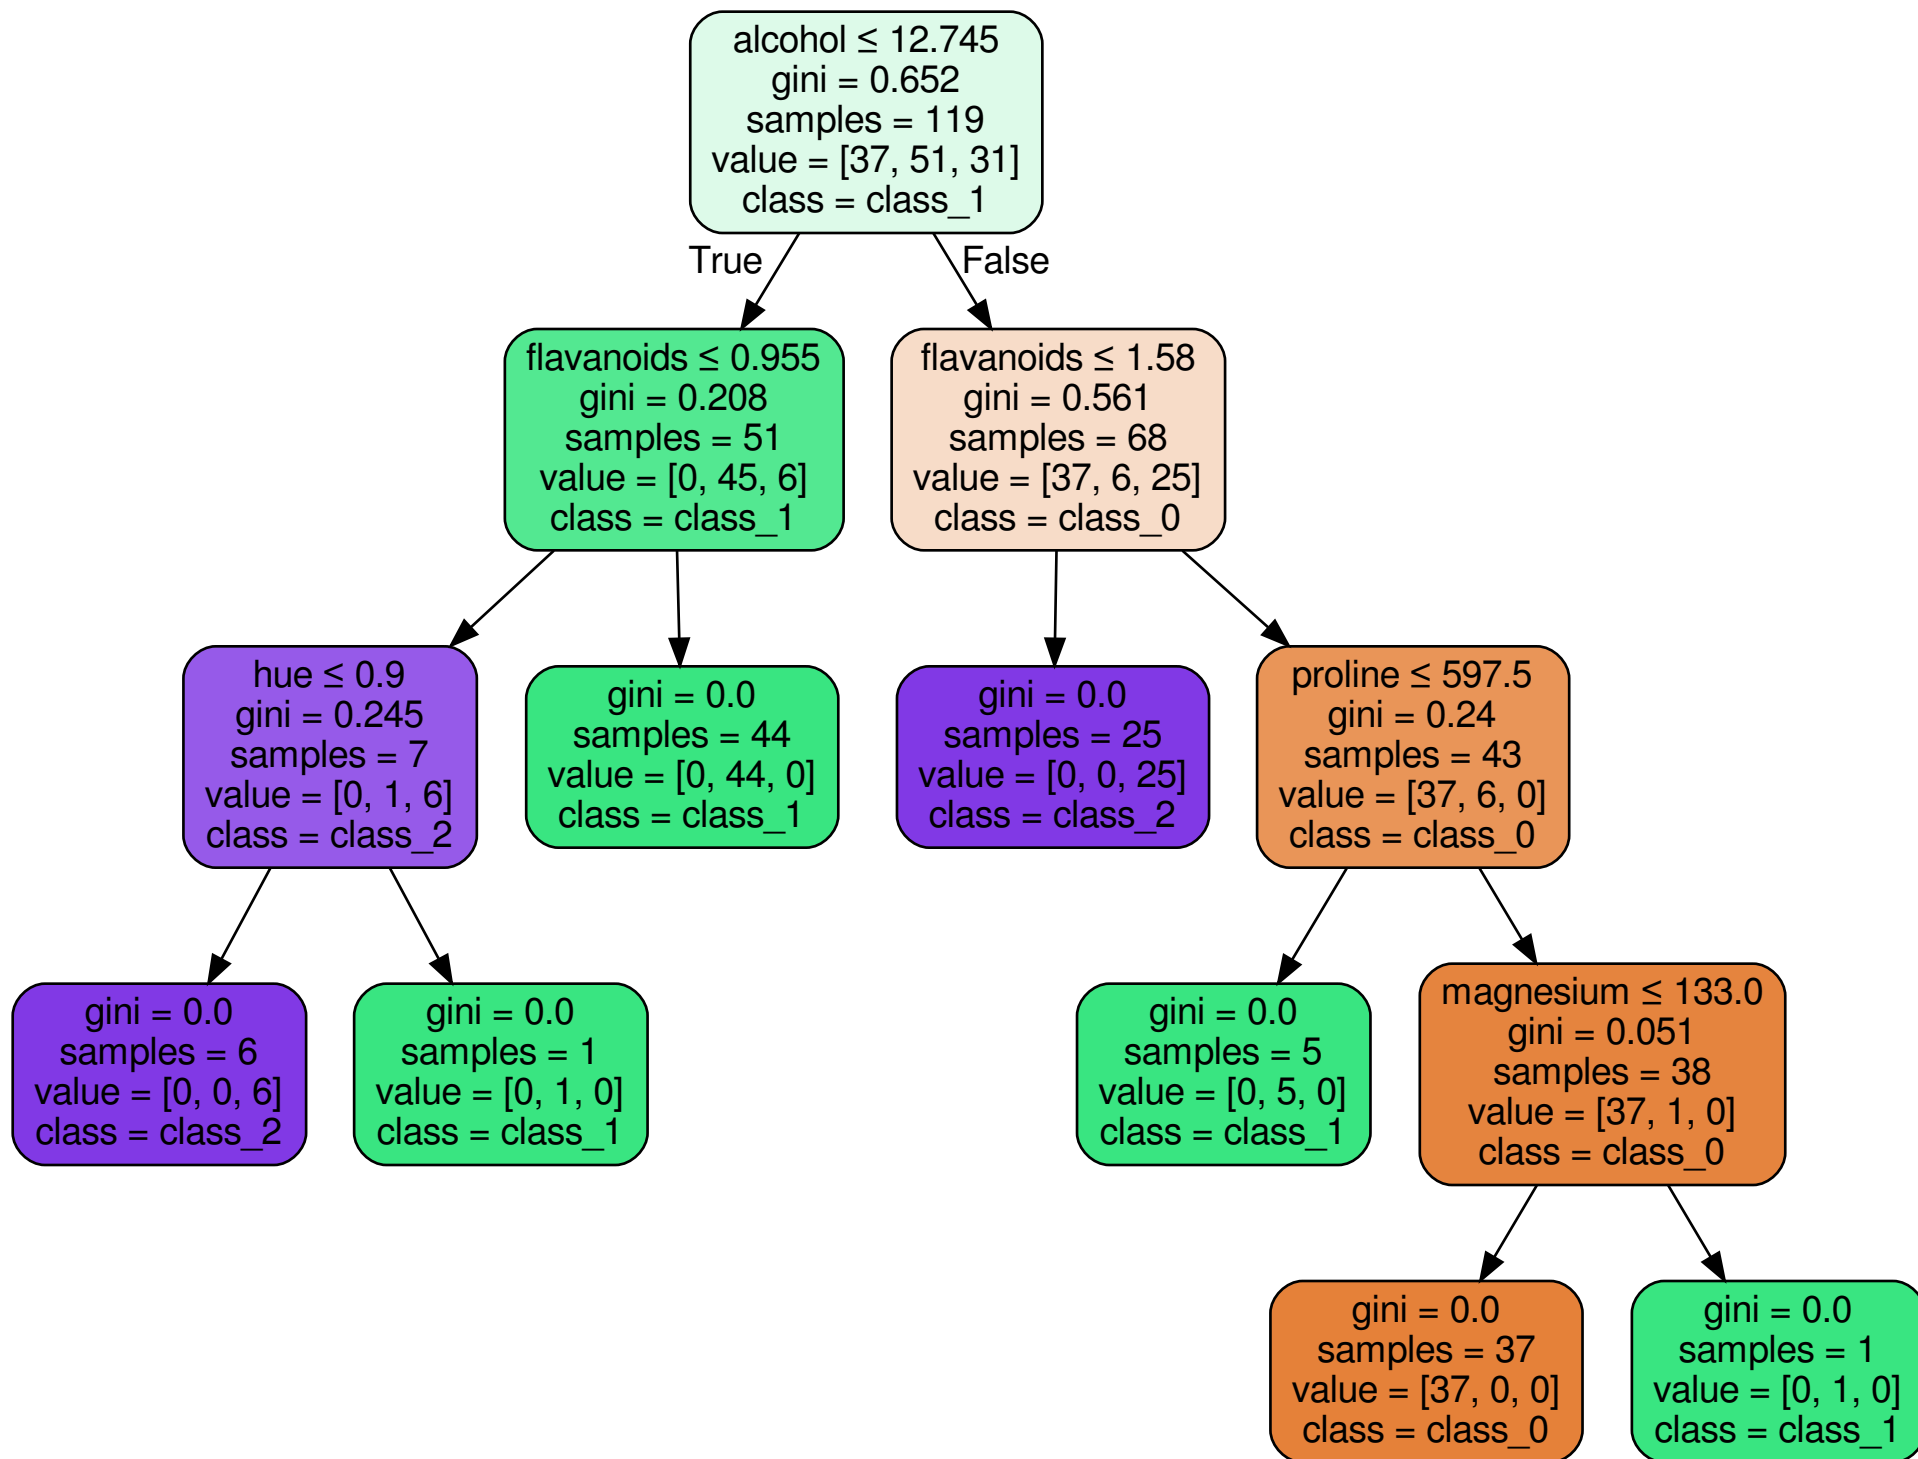 alcohol ≤ 12.745
gini = 0.652
samples = 119
value = [37, 51, 31]
class = class_1
True
False
flavanoids ≤ 0.955
gini = 0.208
samples = 51
value = [0, 45, 6]
class = class_1
flavanoids ≤ 1.58
gini = 0.561
samples = 68
value = [37, 6, 25]
class = class_0
hue ≤ 0.9
gini = 0.245
samples = 7
value = [0, 1, 6]
class = class_2
gini = 0.0
samples = 44
value = [0, 44, 0]
class = class_1
gini = 0.0
samples = 25
value = [0, 0, 25]
class = class_2
proline ≤ 597.5
gini = 0.24
samples = 43
value = [37, 6, 0]
class = class_0
gini = 0.0
samples = 6
value = [0, 0, 6]
class = class_2
gini = 0.0
samples = 1
value = [0, 1, 0]
class = class_1
gini = 0.0
samples = 5
value = [0, 5, 0]
class = class_1
magnesium ≤ 133.0
gini = 0.051
samples = 38
value = [37, 1, 0]
class = class_0
gini = 0.0
samples = 37
value = [37, 0, 0]
class = class_0
gini = 0.0
samples = 1
value = [0, 1, 0]
class = class_1